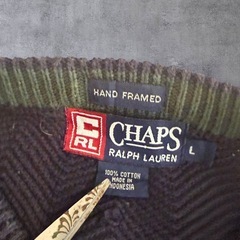 HAND FRAMED
C
RL
CHAPS
RALPH LAUREN
L
100% COTTON
MADE IN
INDONESIA